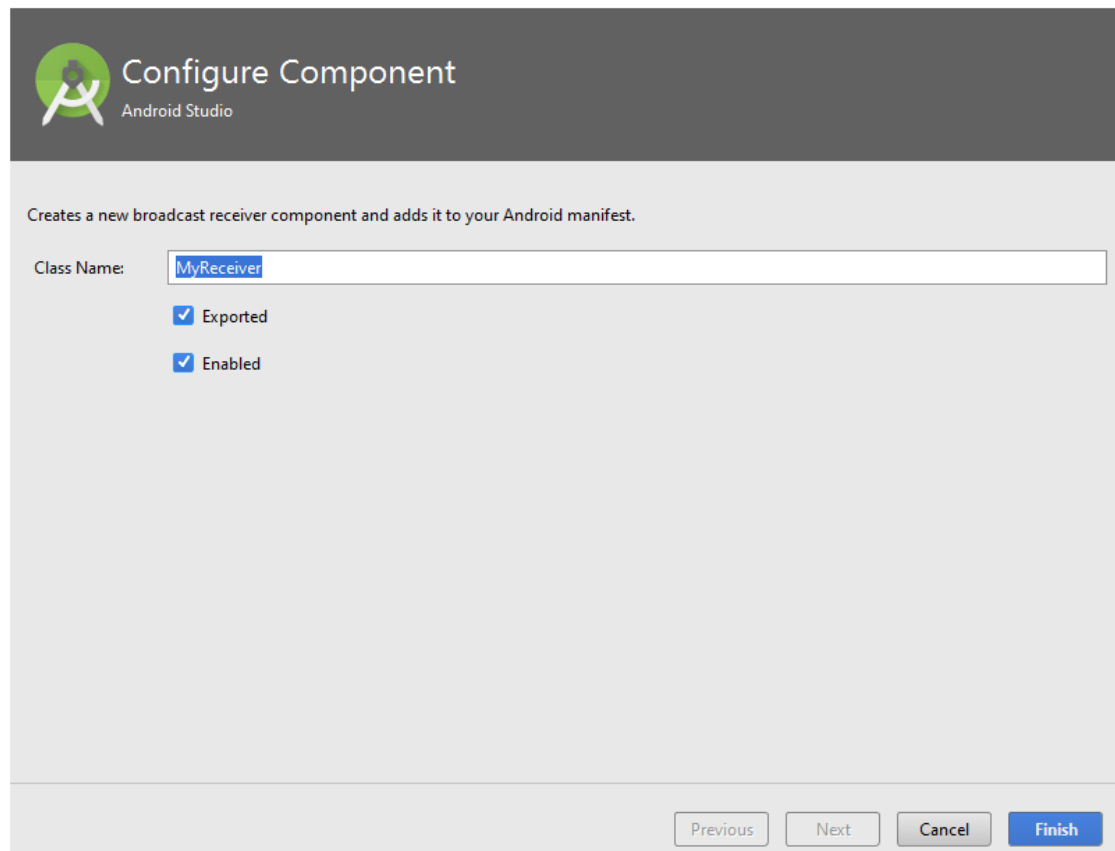 Configure Component
Android Studio
Creates a new broadcast receiver component and adds it to your Android manifest.
Class Name: MyReceiver
Exported
Enabled
Previous Next Cancel Finish